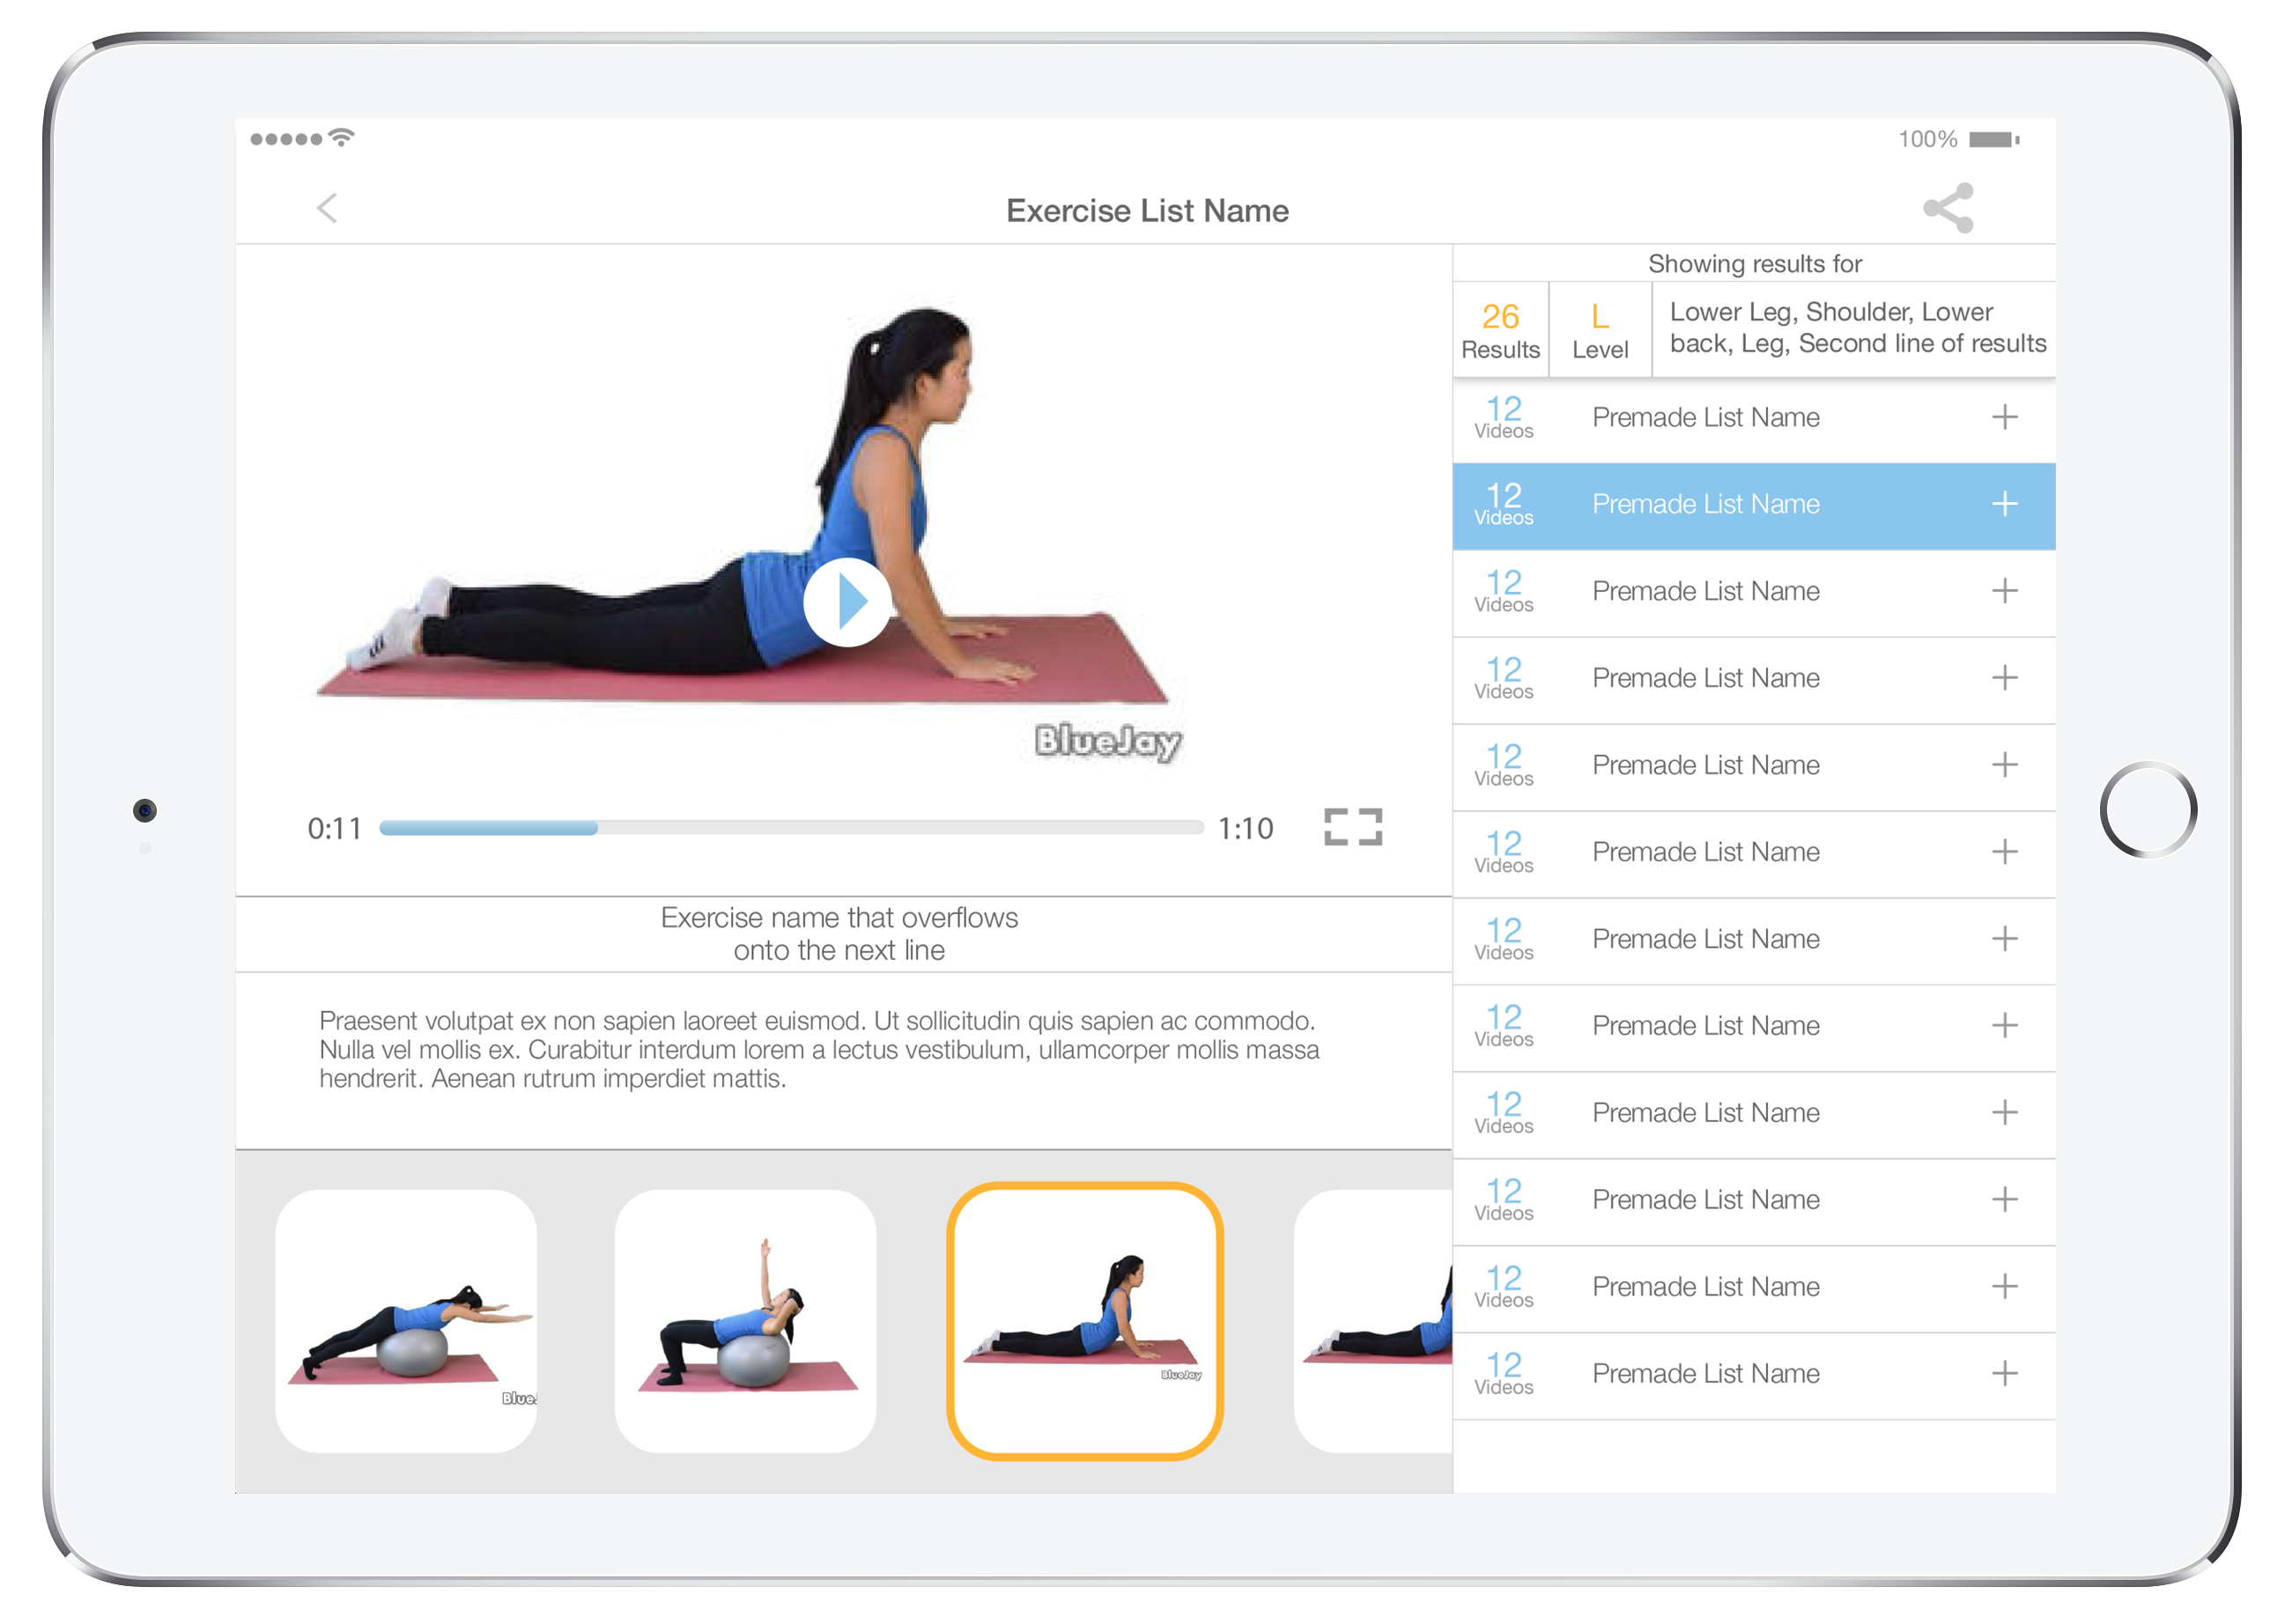 100%
Exercise List Name
BlueJay
0:11
1:10
Exercise name that overflows
onto the next line
Praesent volutpat ex non sapien laoreet euismod. Ut sollicitudin quis sapien ac commodo.
Nulla vel mollis ex. Curabitur interdum lorem a lectus vestibulum, ullamcorper mollis massa
hendrerit. Aenean rutrum imperdiet mattis.
Blue
BlueJay
Showing results for
26
Results
L
Level
Lower Leg, Shoulder, Lower
back, Leg, Second line of results
12
Videos
Premade List Name
12
Videos
Premade List Name
12
Videos
Premade List Name
12
Videos
Premade List Name
12
Videos
Premade List Name
12
Videos
Premade List Name
12
Videos
Premade List Name
12
Videos
Premade List Name
12
Videos
Premade List Name
12
Videos
Premade List Name
12
Videos
Premade List Name
12
Videos
Premade List Name